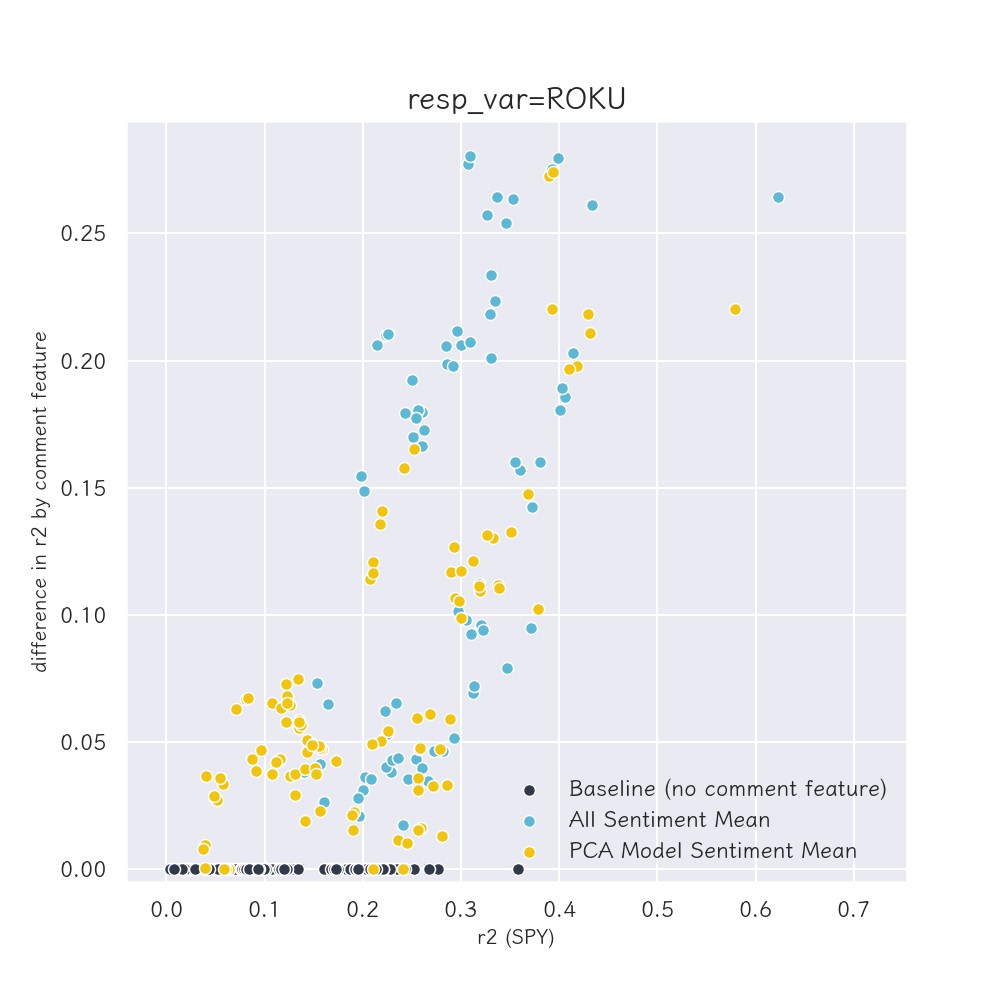 resp_var=ROKU
difference in r2 by comment feature
0.25
0.20
0.15
0.10
0.05
0.00
Baseline (no comment feature)
All Sentiment Mean
PCA Model Sentiment Mean
0.0 0.1 0.2 0.3 0.4 0.5 0.6 0.7
r2 (SPY)